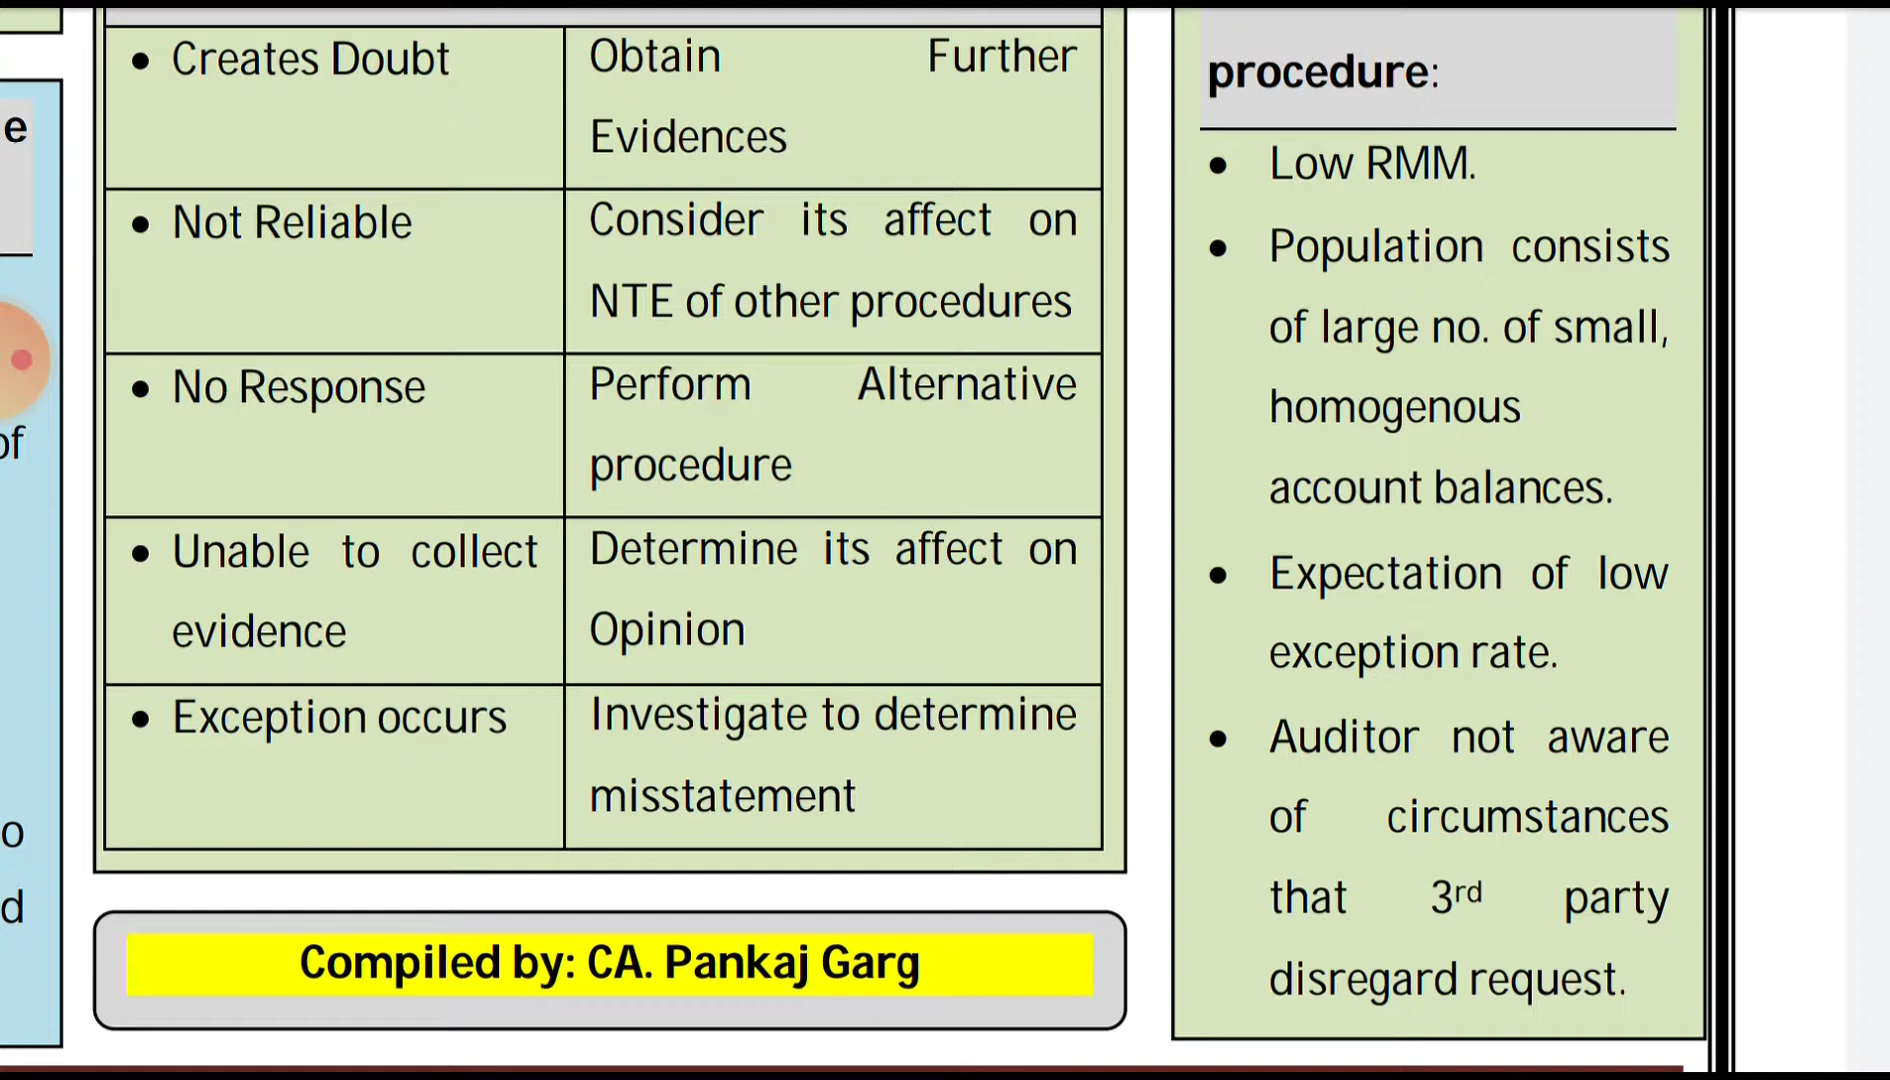 e
of
o
d
• Creates Doubt
Obtain Further
Evidences
• Not Reliable
Consider its affect on
NTE of other procedures
• No Response
Perform Alternative
procedure
• Unable to collect
evidence
Determine its affect on
Opinion
• Exception occurs
Investigate to determine
misstatement
Compiled by: CA. Pankaj Garg
procedure:
• Low RMM.
• Population consists
of large no. of small,
homogenous
account balances.
• Expectation of low
exception rate.
• Auditor not aware
of circumstances
that 3rd party
disregard request.